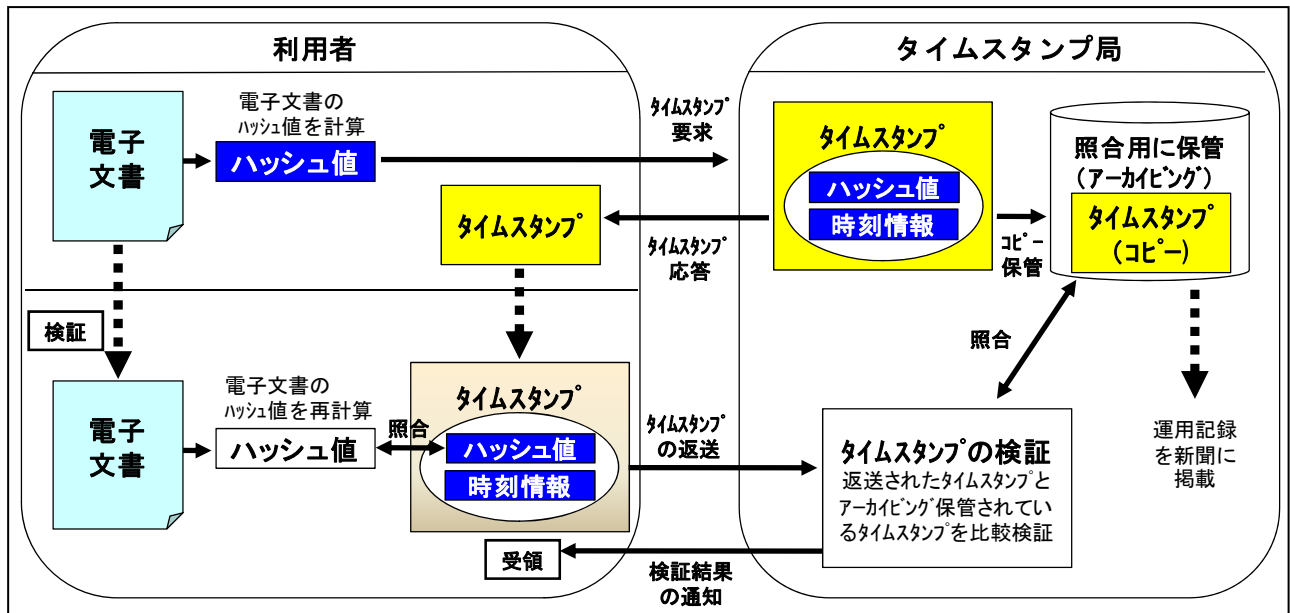 利用者
タイムスタンプ局
電子
文書
電子文書の
ﾊｯｼｭ値を計算
ハッシュ値
ﾀｲﾑｽﾀﾝﾌﾟ
要求
ﾀｲﾑｽﾀﾝﾌﾟ
ハッシュ値
時刻情報
照合用に保管
(ｱｰｶｲﾋﾞﾝｸﾞ)
ﾀｲﾑｽﾀﾝﾌﾟ
(ｺﾋﾟｰ)
ｺﾋﾟｰ
保管
ﾀｲﾑｽﾀﾝﾌﾟ
ﾀｲﾑｽﾀﾝﾌﾟ
応答
検証
照合
電子
文書
電子文書の
ﾊｯｼｭ値を再計算
ハッシュ値
照合
ﾀｲﾑｽﾀﾝﾌﾟ
ハッシュ値
時刻情報
ﾀｲﾑｽﾀﾝﾌﾟ
の返送
ﾀｲﾑｽﾀﾝﾌﾟの検証
返送されたﾀｲﾑｽﾀﾝﾌﾟと
ｱｰｶｲﾋﾞﾝｸﾞ保管されてい
るﾀｲﾑｽﾀﾝﾌﾟを比較検証
運用記録
を新聞に
掲載
受領
検証結果
の通知